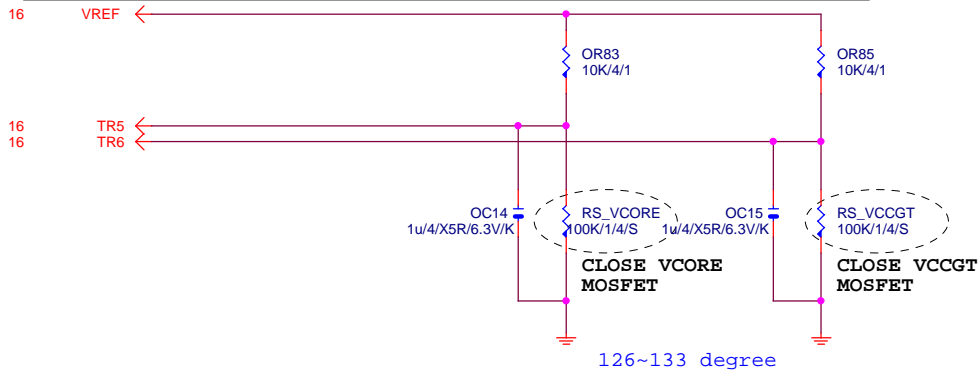 16 VREF
OR83
10K/4/1
OR85
10K/4/1
16 TR5
16 TR6
OC14
1u/4/X5R/6.3V/K
RS_VCORE
100K/1/4/S
OC15
1u/4/X5R/6.3V/K
RS_VCCGT
100K/1/4/S
CLOSE VCORE
MOSFET
CLOSE VCCGT
MOSFET
126~133 degree